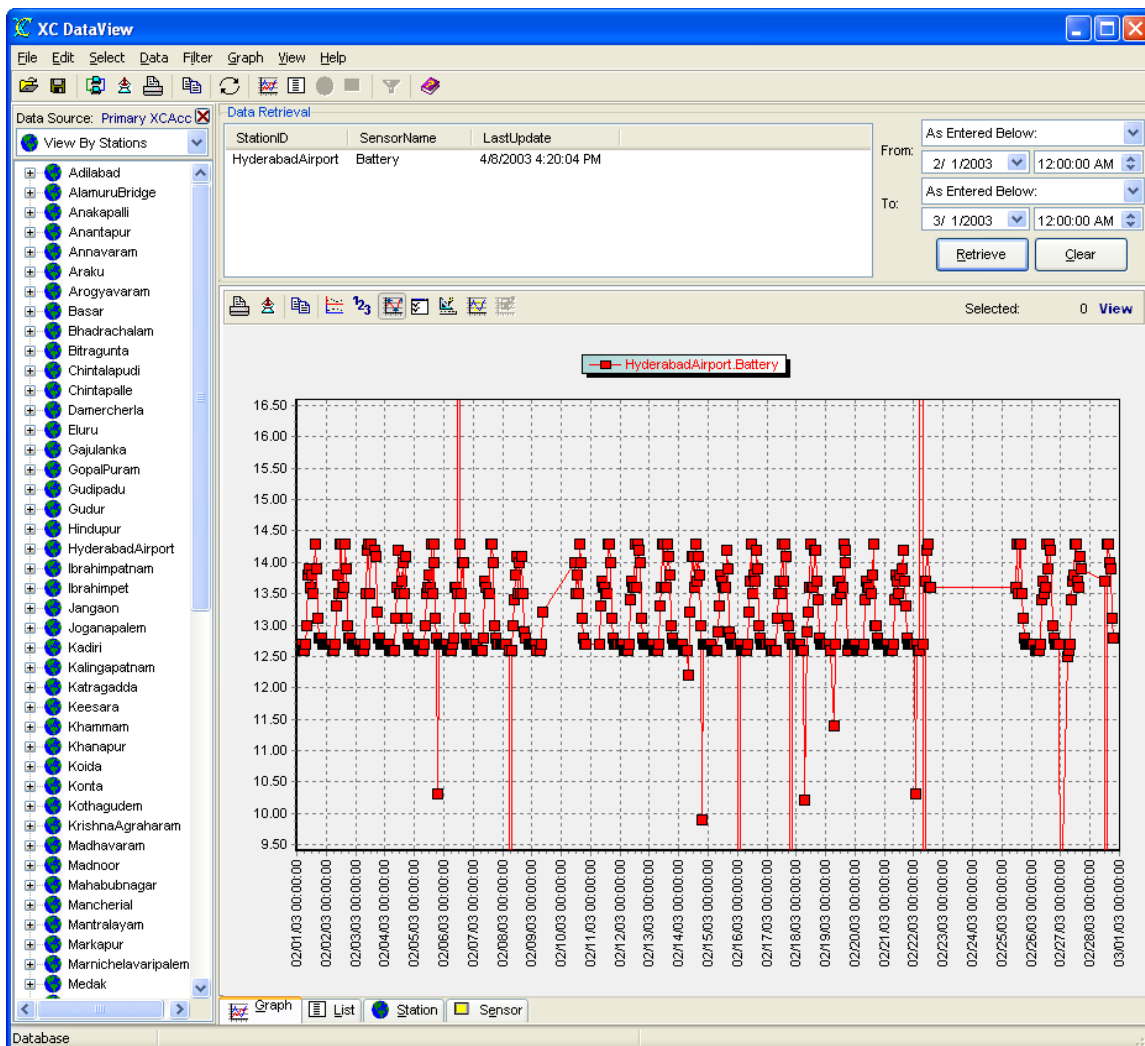 XC DataView
File Edit Select Data Filter Graph View Help
Data Source: Primary XCAcc
View By Stations
Adilabad
AlamuruBridge
Anakapalli
Anantapur
Annavaram
Araku
Arogyavaram
Basar
Bhadrachalam
Bitragunta
Chintalapudi
Chintapalle
Damercherla
Eluru
Gajulanka
GopalPuram
Gudipadu
Gudur
Hindupur
HyderabadAirport
Ibrahimpatnam
Ibrahimpet
Jangaon
Joganapalem
Kadiri
Kalingapatnam
Katragadda
Keesara
Khammam
Khanapur
Koida
Konta
Kothagudem
KrishnaAgraharam
Madhavaram
Madnoor
Mahabubnagar
Mancherial
Mantralayam
Markapur
Marnichelavaripalem
Medak
Data Retrieval
StationID SensorName LastUpdate
HyderabadAirport Battery 4/8/2003 4:20:04 PM
From:
As Entered Below:
2/ 1/2003 12:00:00 AM
To:
As Entered Below:
3/ 1/2003 12:00:00 AM
Retrieve Clear
123
Selected: 0 View
HyderabadAirport.Battery
16.50
16.00
15.50
15.00
14.50
14.00
13.50
13.00
12.50
12.00
11.50
11.00
10.50
10.00
9.50
02/01/03 00:00:00
02/02/03 00:00:00
02/03/03 00:00:00
02/04/03 00:00:00
02/05/03 00:00:00
02/06/03 00:00:00
02/07/03 00:00:00
02/08/03 00:00:00
02/09/03 00:00:00
02/10/03 00:00:00
02/11/03 00:00:00
02/12/03 00:00:00
02/13/03 00:00:00
02/14/03 00:00:00
02/15/03 00:00:00
02/16/03 00:00:00
02/17/03 00:00:00
02/18/03 00:00:00
02/19/03 00:00:00
02/20/03 00:00:00
02/21/03 00:00:00
02/22/03 00:00:00
02/23/03 00:00:00
02/24/03 00:00:00
02/25/03 00:00:00
02/26/03 00:00:00
02/27/03 00:00:00
02/28/03 00:00:00
03/01/03 00:00:00
Graph List Station Sensor
Database